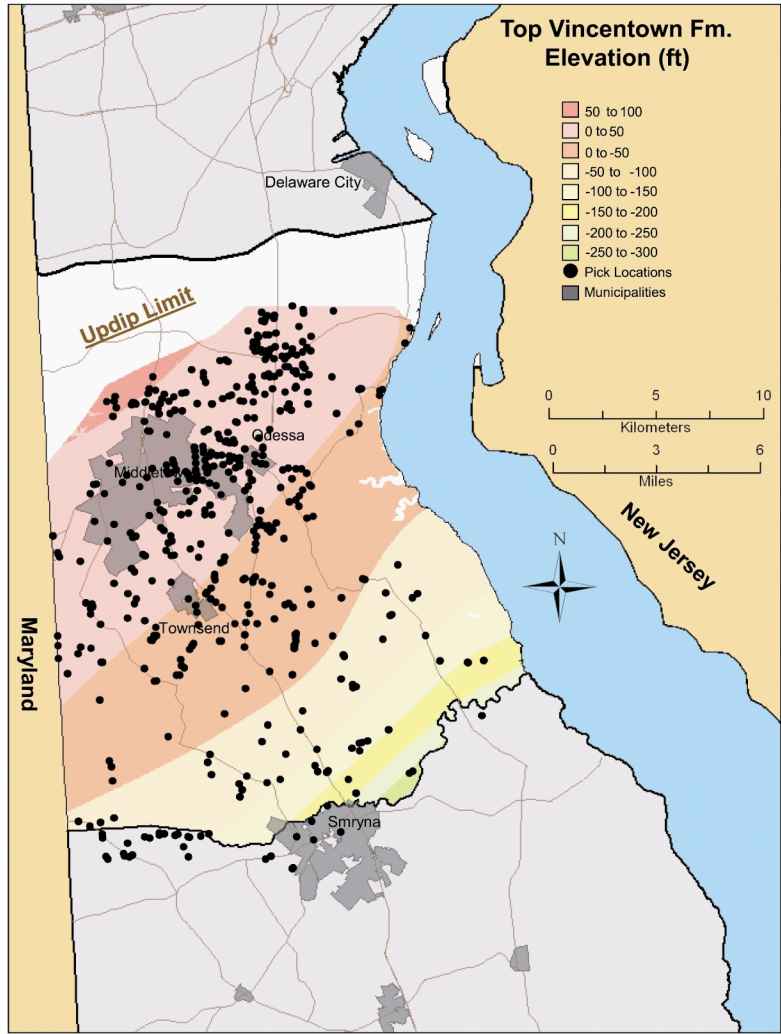 Top Vincentown Fm.
Elevation (ft)
50 to 100
0 to 50
0 to -50
-50 to -100
-100 to -150
-150 to -200
-200 to -250
-250 to -300
Pick Locations
Municipalities
Delaware City
Updip Limit
0 5 10
Kilometers
0 3 6
Miles
Odessa
New Jersey
N
Townsend
Maryland
Smryna